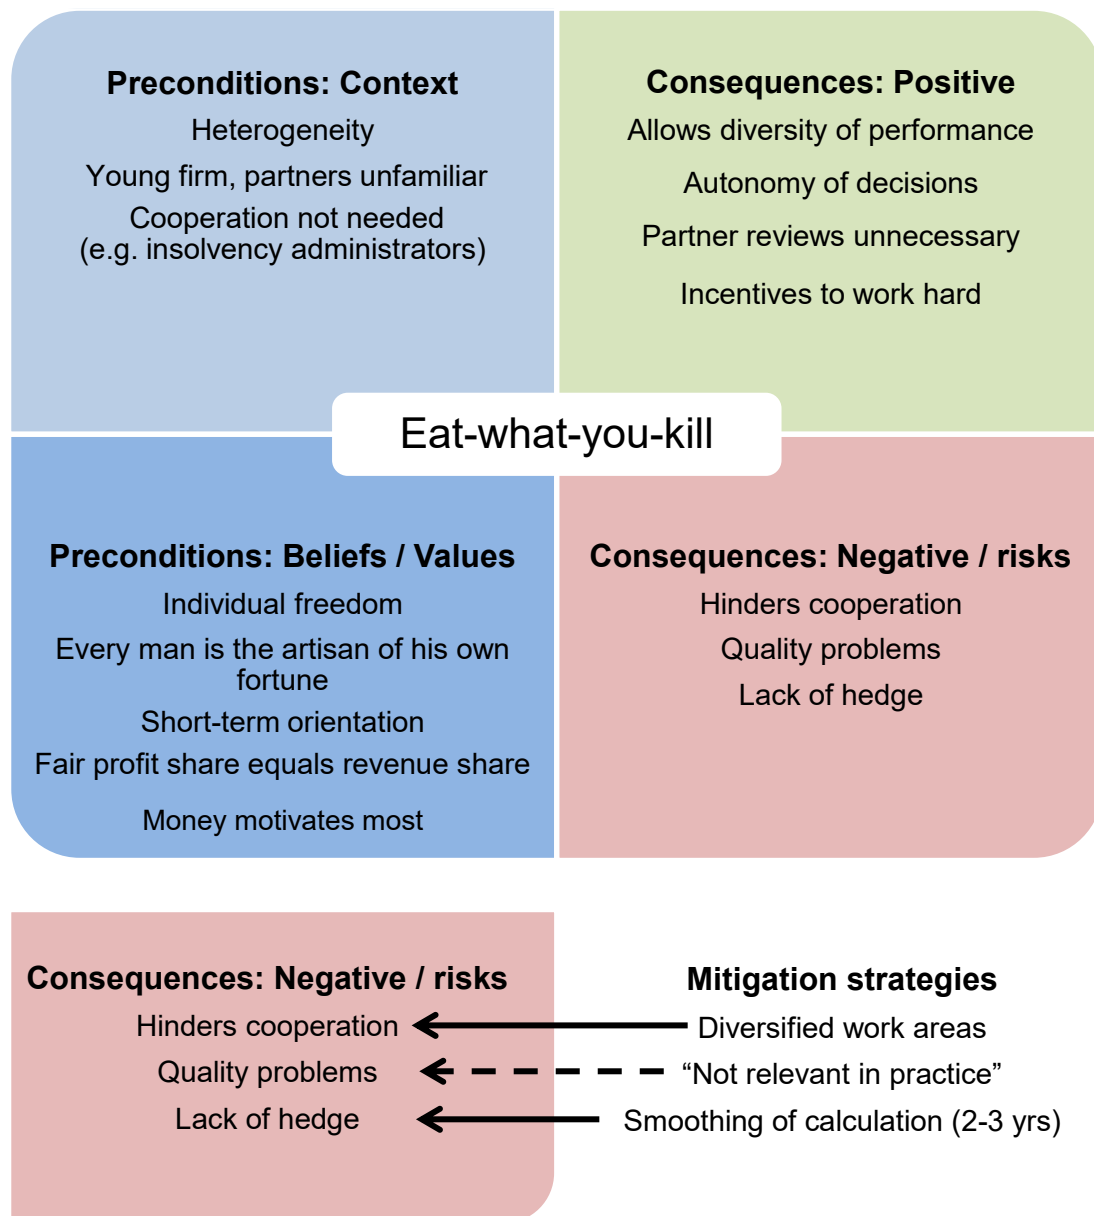 Preconditions: Context
Heterogeneity
Young firm, partners unfamiliar
Cooperation not needed
(e.g. insolvency administrators)
Consequences: Positive
Allows diversity of performance
Autonomy of decisions
Partner reviews unnecessary
Incentives to work hard
Eat-what-you-kill
Preconditions: Beliefs / Values
Individual freedom
Every man is the artisan of his own
fortune
Short-term orientation
Fair profit share equals revenue share
Money motivates most
Consequences: Negative / risks
Hinders cooperation
Quality problems
Lack of hedge
Consequences: Negative / risks
Hinders cooperation
Quality problems
Lack of hedge
Mitigation strategies
Diversified work areas
“Not relevant in practice”
Smoothing of calculation (2-3 yrs)